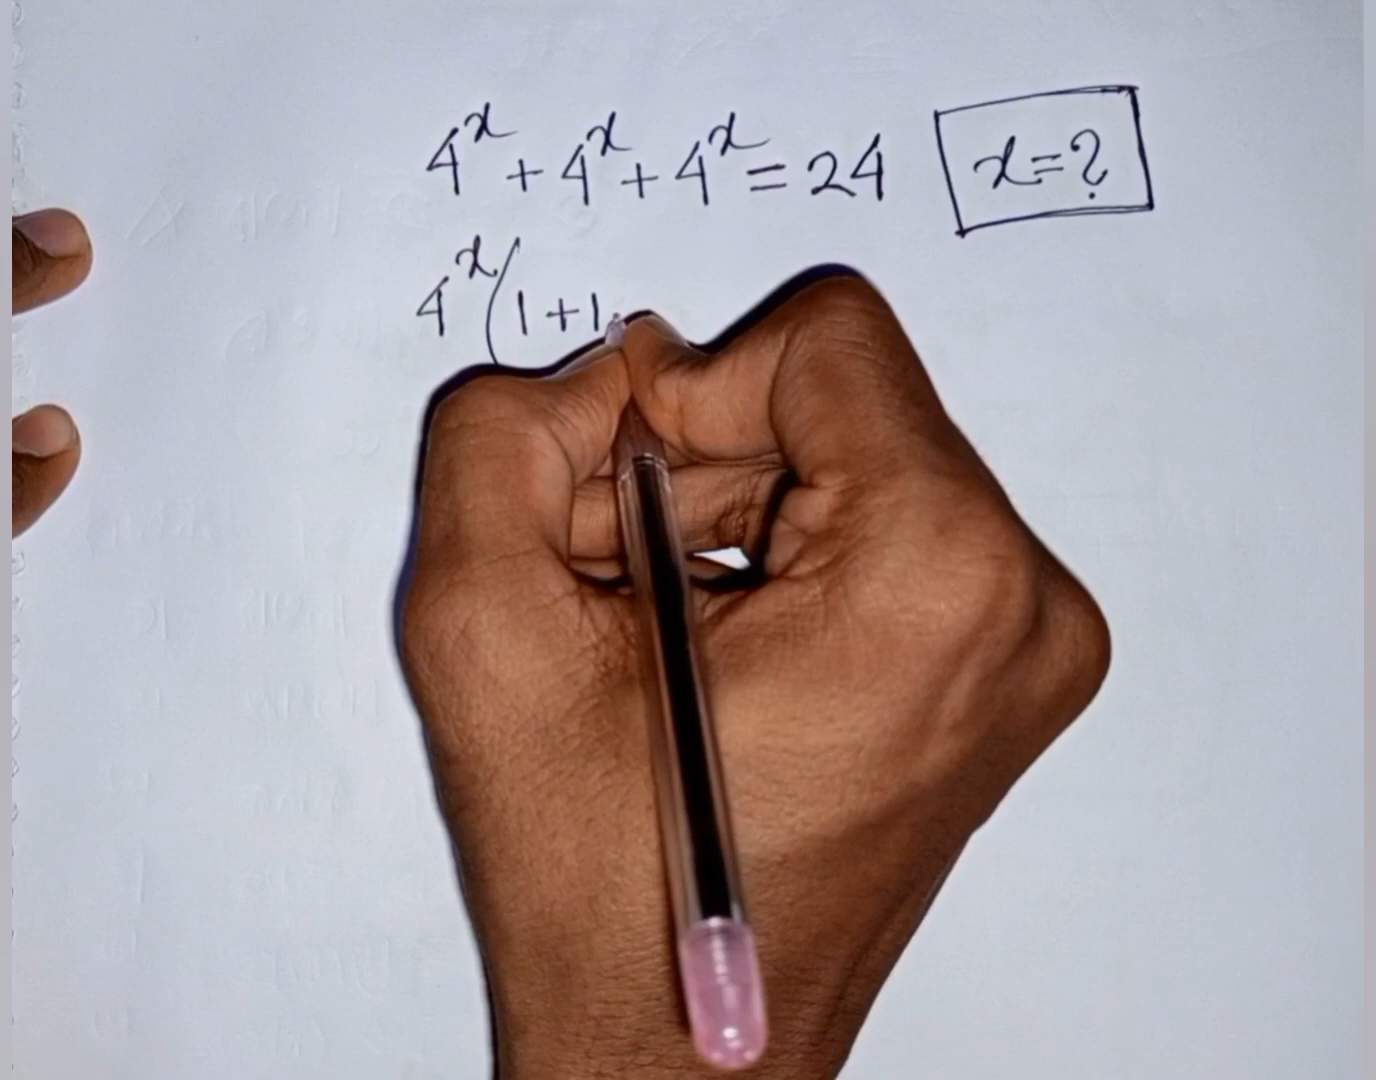 4^x + 4^x + 4^x = 24 x = ?
4^x (1 + 1